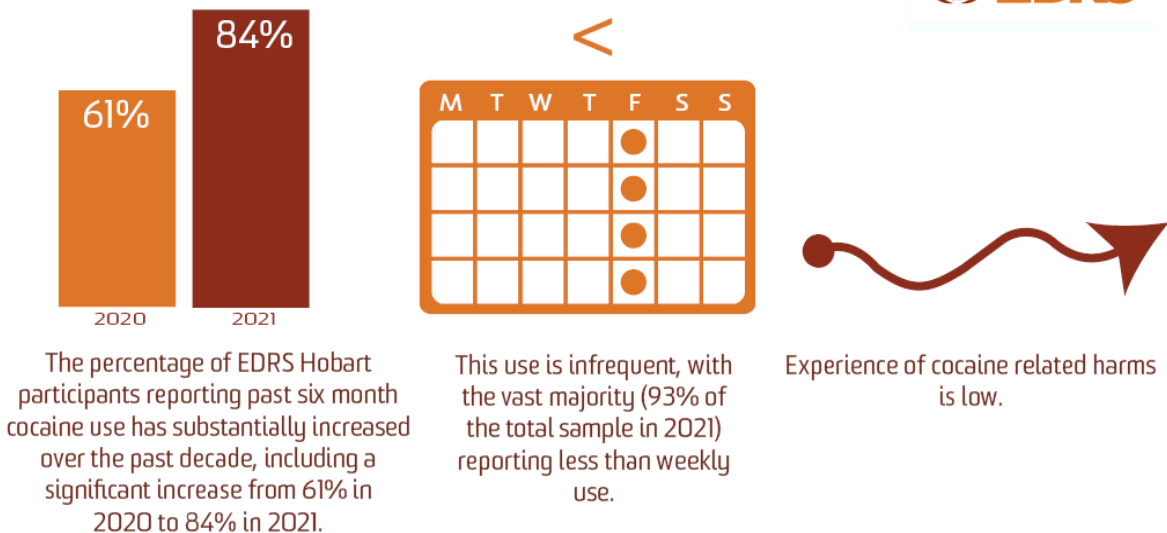 EDRS
84%
61%
<
M T W T F S S
2020 2021
The percentage of EDRS Hobart
participants reporting past six month
cocaine use has substantially increased
over the past decade, including a
significant increase from 61% in
2020 to 84% in 2021.
This use is infrequent, with
the vast majority (93% of
the total sample in 2021)
reporting less than weekly
use.
Experience of cocaine related harms
is low.